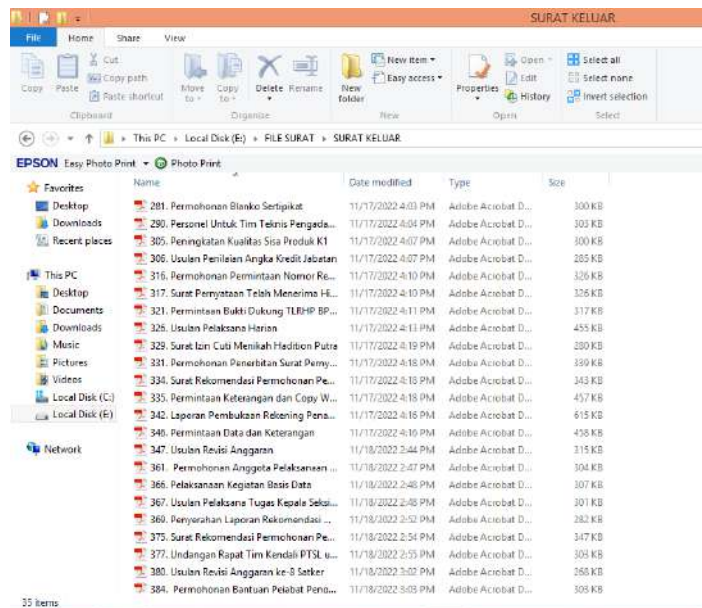 SURAT KELUAR
File Home Share View
Copy Paste Cut Copy path Paste shortcut Move to Copy to Delete Rename New folder New item Easy access Properties Open Edit History Select all Select none Invert selection
Clipboard Organize New Open Select
This PC Local Disk (E:) FILE SURAT SURAT KELUAR
EPSON Easy Photo Print Photo Print
Favorites
Desktop
Downloads
Recent places
This PC
Desktop
Documents
Downloads
Music
Pictures
Videos
Local Disk (C:)
Local Disk (E:)
Network
Name Date modified Type Size
281. Permohonan Blanko Sertipikat 11/17/2022 4:03 PM Adobe Acrobat D... 300 KB
290. Personel Untuk Tim Teknis Pengada... 11/17/2022 4:04 PM Adobe Acrobat D... 303 KB
305. Peningkatan Kualitas Sisa Produk K1 11/17/2022 4:07 PM Adobe Acrobat D... 300 KB
306. Usulan Penilaian Angka Kredit Jabatan 11/17/2022 4:07 PM Adobe Acrobat D... 285 KB
316. Permohonan Permintaan Nomor Re... 11/17/2022 4:10 PM Adobe Acrobat D... 326 KB
317. Surat Pernyataan Telah Menerima Hi... 11/17/2022 4:10 PM Adobe Acrobat D... 326 KB
321. Permintaan Bukti Dukung TLRHP BP... 11/17/2022 4:11 PM Adobe Acrobat D... 317 KB
326. Usulan Pelaksana Harian 11/17/2022 4:13 PM Adobe Acrobat D... 455 KB
329. Surat Izin Cuti Menikah Hadition Putra 11/17/2022 4:19 PM Adobe Acrobat D... 280 KB
331. Permohonan Penerbitan Surat Perny... 11/17/2022 4:18 PM Adobe Acrobat D... 339 KB
334. Surat Rekomendasi Permohonan Pe... 11/17/2022 4:18 PM Adobe Acrobat D... 343 KB
335. Permintaan Keterangan dan Copy W... 11/17/2022 4:18 PM Adobe Acrobat D... 457 KB
342. Laporan Pembukaan Rekening Pena... 11/17/2022 4:16 PM Adobe Acrobat D... 615 KB
346. Permintaan Data dan Keterangan 11/17/2022 4:16 PM Adobe Acrobat D... 458 KB
347. Usulan Revisi Anggaran 11/18/2022 2:44 PM Adobe Acrobat D... 315 KB
361. Permohonan Anggota Pelaksanaan ... 11/18/2022 2:47 PM Adobe Acrobat D... 304 KB
366. Pelaksanaan Kegiatan Basis Data 11/18/2022 2:48 PM Adobe Acrobat D... 307 KB
367. Usulan Pelaksana Tugas Kepala Seksi... 11/18/2022 2:48 PM Adobe Acrobat D... 301 KB
369. Penyerahan Laporan Rekomendasi ... 11/18/2022 2:52 PM Adobe Acrobat D... 282 KB
375. Surat Rekomendasi Permohonan Pe... 11/18/2022 2:54 PM Adobe Acrobat D... 347 KB
377. Undangan Rapat Tim Kendali PTSL u... 11/18/2022 2:55 PM Adobe Acrobat D... 303 KB
380. Usulan Revisi Anggaran ke-8 Satker 11/18/2022 3:02 PM Adobe Acrobat D... 268 KB
384. Permohonan Bantuan Pejabat Peno... 11/18/2022 3:03 PM Adobe Acrobat D... 303 KB
35 items